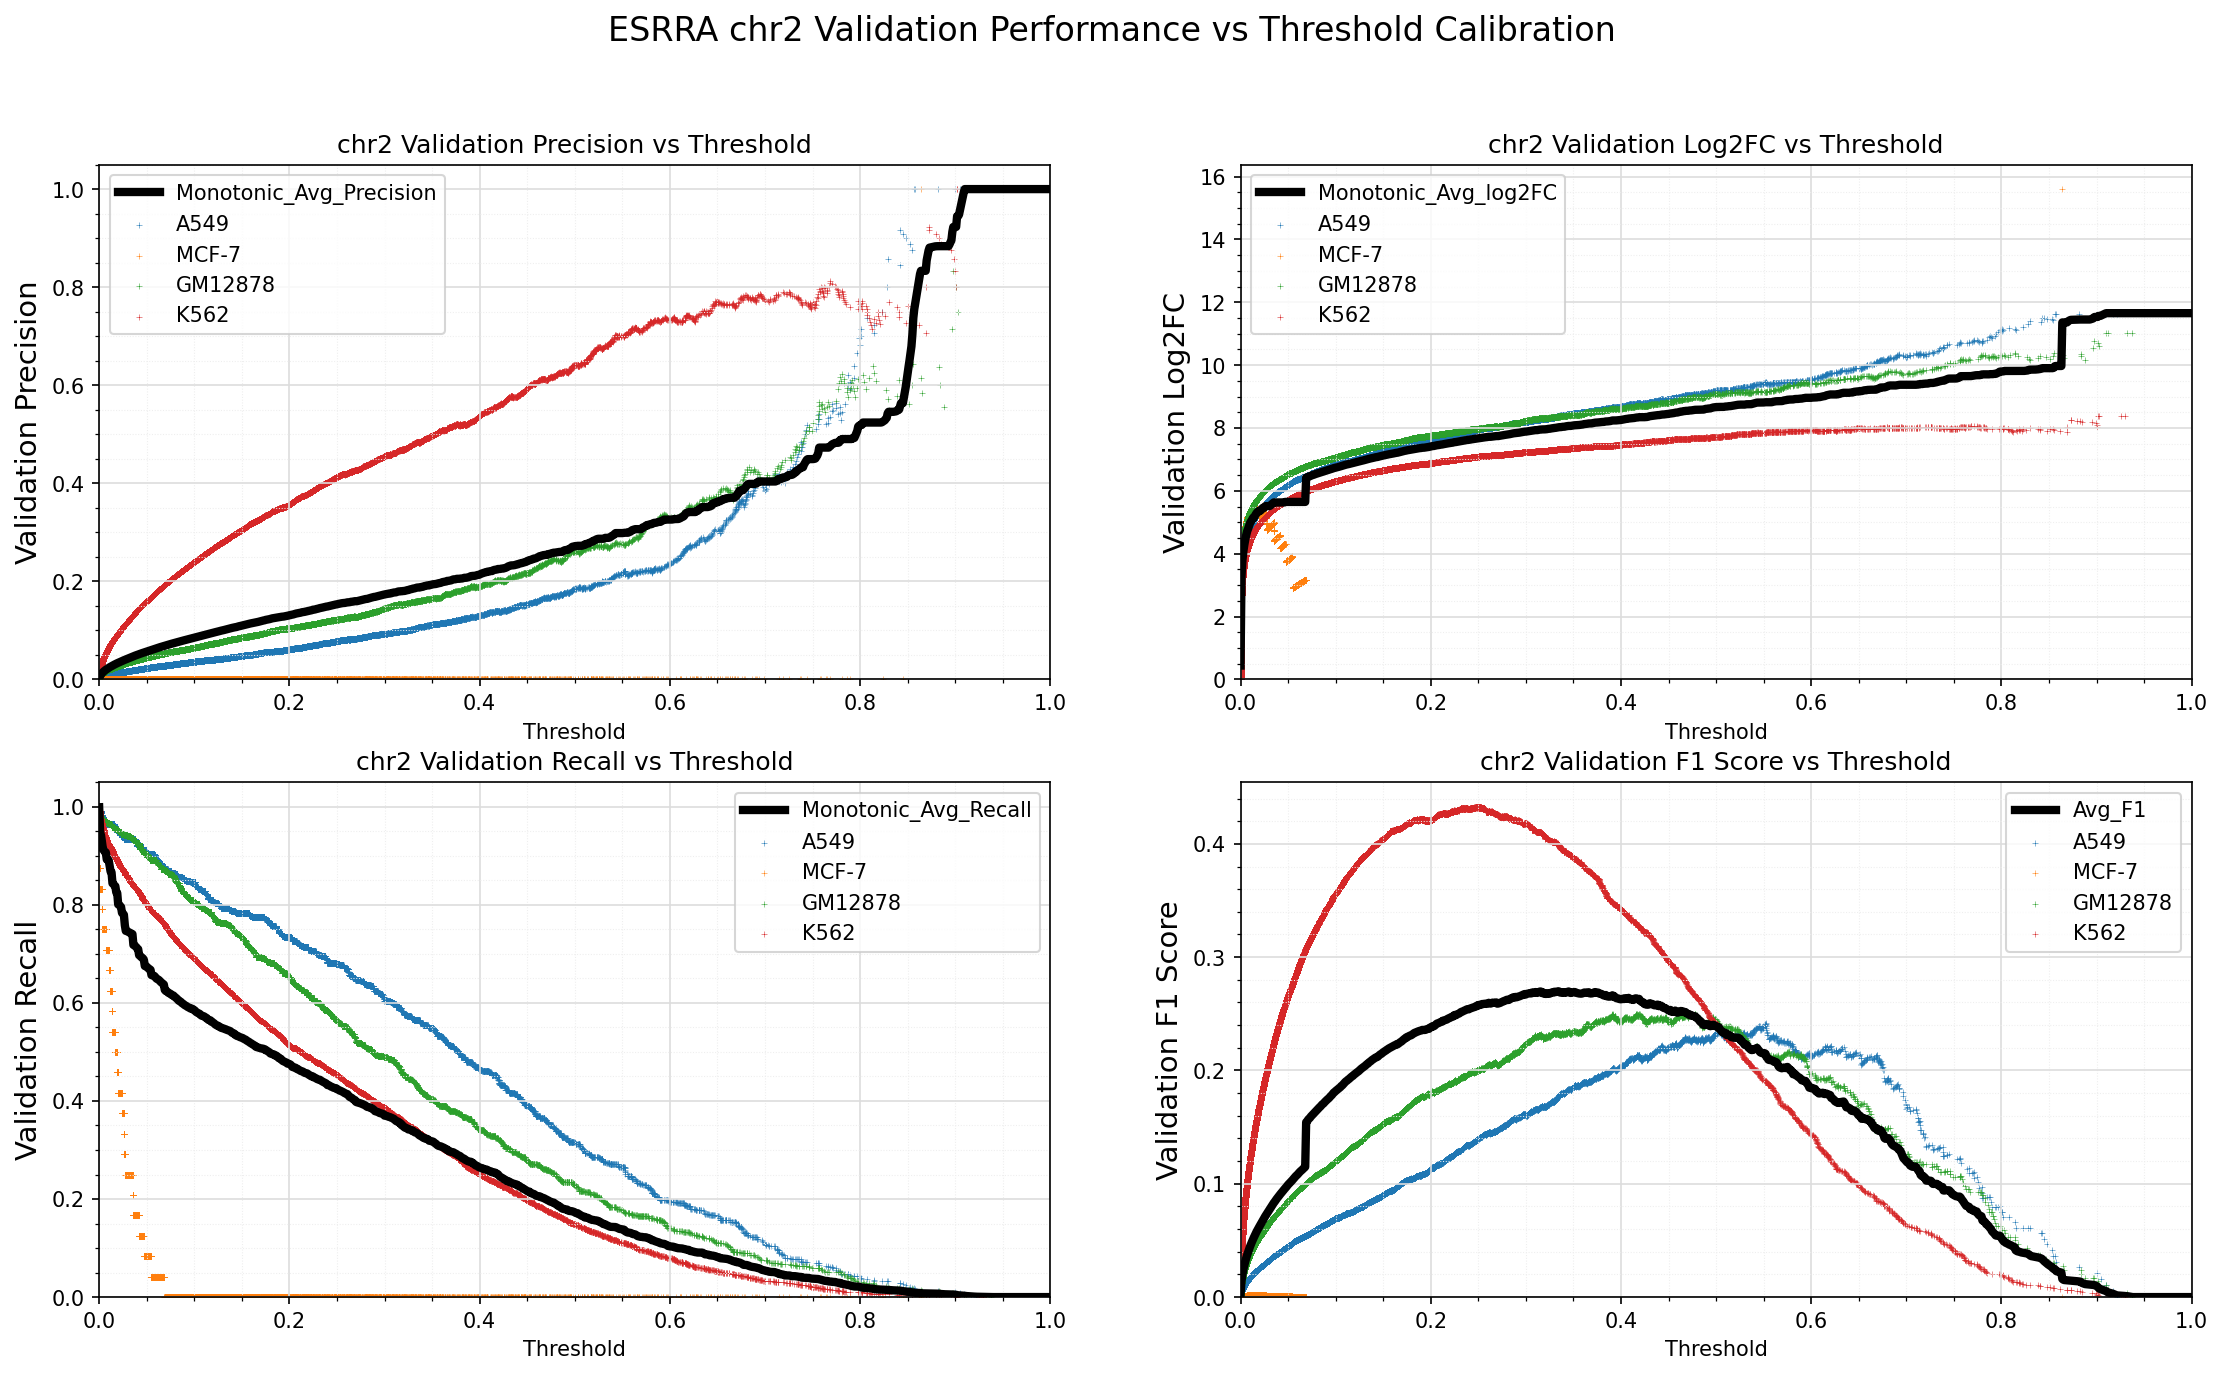 ESRRA chr2 Validation Performance vs Threshold Calibration
chr2 Validation Precision vs Threshold
Validation Precision
1.0
0.8
0.6
0.4
0.2
0.0
Monotonic_Avg_Precision
A549
MCF-7
GM12878
K562
0.0 0.2 0.4 0.6 0.8 1.0
Threshold
chr2 Validation Log2FC vs Threshold
Validation Log2FC
16
14
12
10
8
6
4
2
0
Monotonic_Avg_log2FC
A549
MCF-7
GM12878
K562
0.0 0.2 0.4 0.6 0.8 1.0
Threshold
chr2 Validation Recall vs Threshold
Validation Recall
1.0
0.8
0.6
0.4
0.2
0.0
Monotonic_Avg_Recall
A549
MCF-7
GM12878
K562
0.0 0.2 0.4 0.6 0.8 1.0
Threshold
chr2 Validation F1 Score vs Threshold
Validation F1 Score
0.4
0.3
0.2
0.1
0.0
Avg_F1
A549
MCF-7
GM12878
K562
0.0 0.2 0.4 0.6 0.8 1.0
Threshold